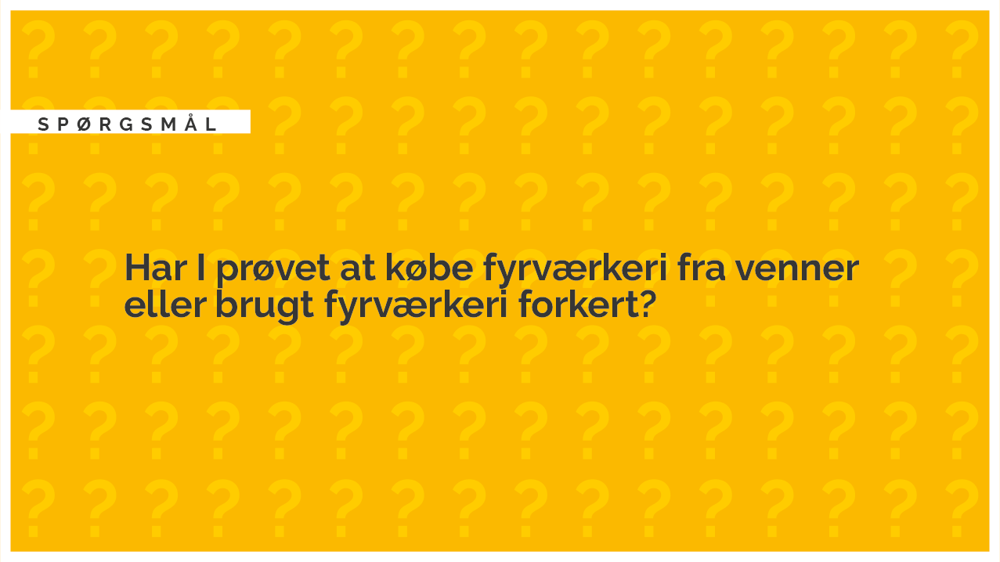 SPØRGSMÅL
Har I prøvet at købe fyrværkeri fra venner
eller brugt fyrværkeri forkert?